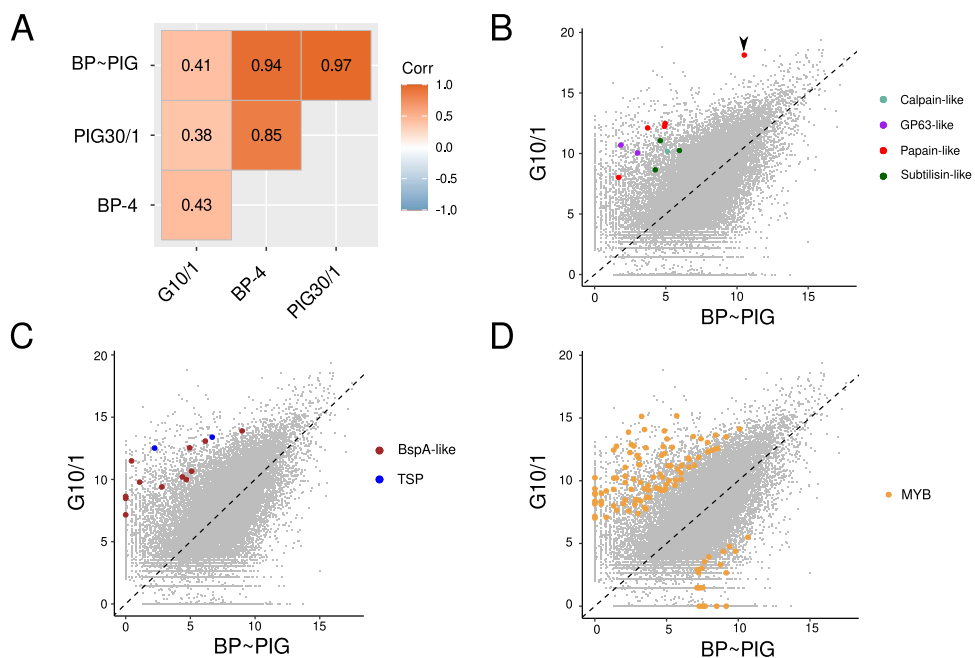 A
BP~PIG
PIG30/1
BP-4
0.41
0.94
0.97
0.38
0.85
0.43
G10/1
BP-4
PIG30/1
Corr
1.0
0.5
0.0
-0.5
-1.0
B
G10/1
20
15
10
5
0
0
5
10
15
BP~PIG
Calpain-like
GP63-like
Papain-like
Subtilisin-like
C
G10/1
20
15
10
5
0
0
5
10
15
BP~PIG
BspA-like
TSP
D
G10/1
20
15
10
5
0
0
5
10
15
BP~PIG
MYB